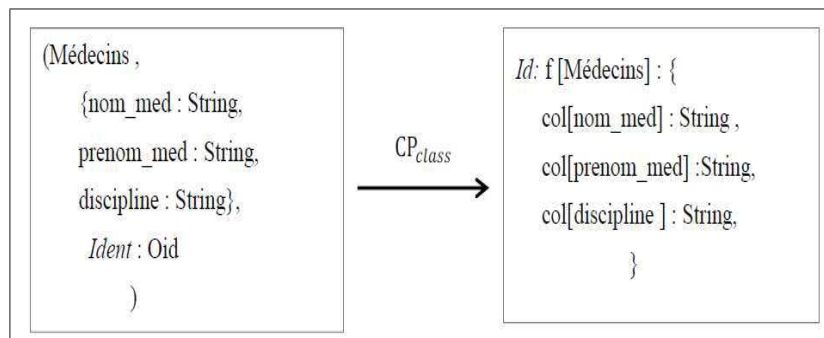 (Médecins ,
{nom_med : String,
prenom_med : String,
discipline : String},
Ident : Oid
)
CP_class
Id: f [Médecins] : {
col[nom_med] : String ,
col[prenom_med] :String,
col[discipline ] : String,
}